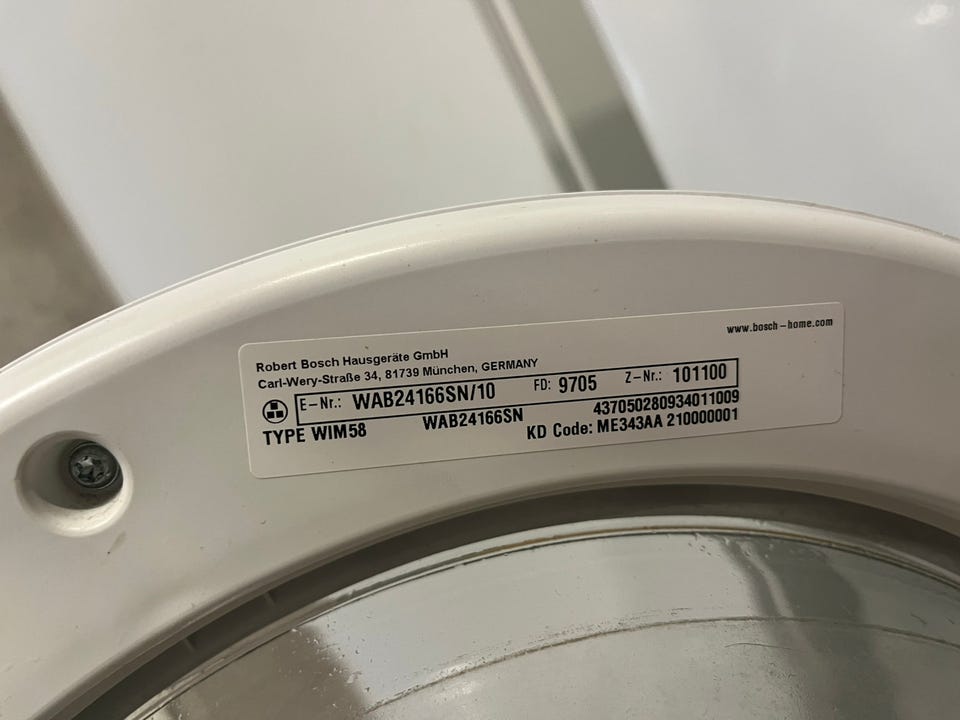 www.bosch-home.com
Robert Bosch Hausgeräte GmbH
Carl-Wery-Straße 34, 81739 München, GERMANY
E-Nr.: WAB24166SN/10 FD: 9705 Z-Nr.: 101100
TYPE WIM58 WAB24166SN 437050280934011009
KD Code: ME343AA 210000001